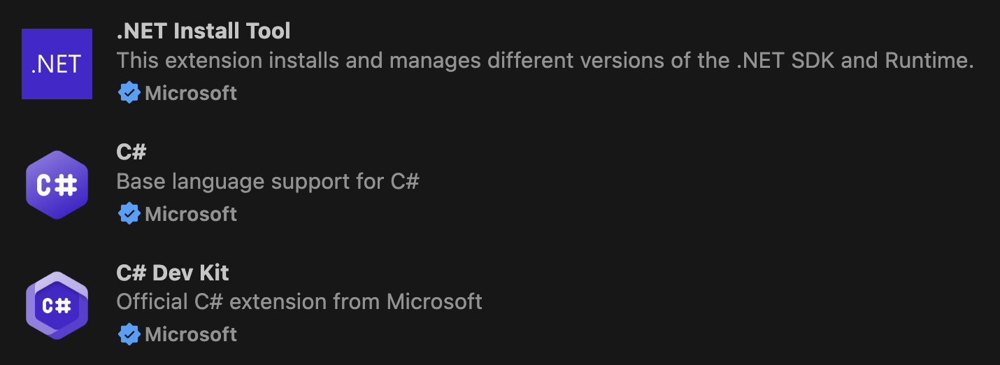 .NET
.NET Install Tool
This extension installs and manages different versions of the .NET SDK and Runtime.
Microsoft
C#
C#
Base language support for C#
Microsoft
C#
C# Dev Kit
Official C# extension from Microsoft
Microsoft